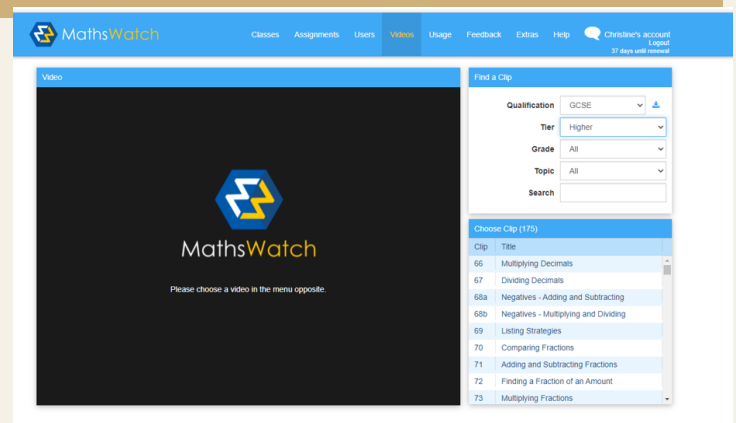 MathsWatch
Classes Assignments Users Videos Usage Feedback Extras Help Christine's account
Logout
37 days until renewal
Video
MathsWatch
Please choose a video in the menu opposite.
Find a Clip
Qualification GCSE
Tier Higher
Grade All
Topic All
Search
Choose Clip (175)
Clip Title
66 Multiplying Decimals
67 Dividing Decimals
68a Negatives - Adding and Subtracting
68b Negatives - Multiplying and Dividing
69 Listing Strategies
70 Comparing Fractions
71 Adding and Subtracting Fractions
72 Finding a Fraction of an Amount
73 Multiplying Fractions